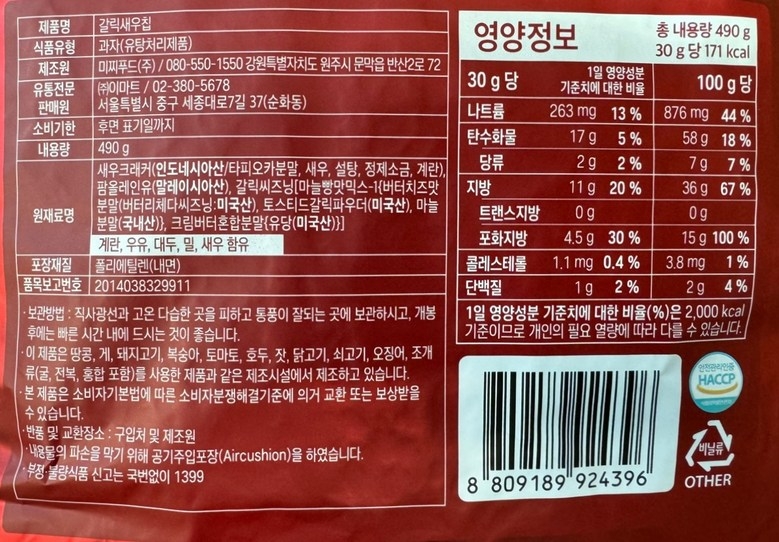 제품명 갈릭새우칩
식품유형 과자(유탕처리제품)
제조원 미찌푸드(주) / 080-550-1550 강원특별자치도 원주시 문막읍 반산2로 72
유통전문판매원 ㈜이마트 / 02-380-5678
서울특별시 중구 세종대로7길 37(순화동)
소비기한 후면 표기일까지
내용량 490 g
원재료명 새우크래커{인도네시아산/타피오카분말, 새우, 설탕, 정제소금, 계란},
팜올레인유(말레이시아산), 갈릭씨즈닝[마늘빵맛믹스-1{버터치즈맛
분말(버터리체다씨즈닝:미국산), 토스티드갈릭파우더(미국산), 마늘
분말(국내산)}, 크림버터혼합분말{유당(미국산)}]
계란, 우유, 대두, 밀, 새우 함유
포장재질 폴리에틸렌(내면)
품목보고번호 2014038329911
·보관방법 : 직사광선과 고온 다습한 곳을 피하고 통풍이 잘되는 곳에 보관하시고, 개봉
후에는 빠른 시간 내에 드시는 것이 좋습니다.
·이 제품은 땅콩, 게, 돼지고기, 복숭아, 토마토, 호두, 잣, 닭고기, 쇠고기, 오징어, 조개
류(굴, 전복, 홍합 포함)를 사용한 제품과 같은 제조시설에서 제조하고 있습니다.
·본 제품은 소비자기본법에 따른 소비자분쟁해결기준에 의거 교환 또는 보상받을
수 있습니다.
·반품 및 교환장소 : 구입처 및 제조원
·내용물의 파손을 막기 위해 공기주입포장(Aircushion)을 하였습니다.
·부정·불량식품 신고는 국번없이 1399
영양정보
총 내용량 490 g
30 g 당 171 kcal
30 g 당 1일 영양성분 기준치에 대한 비율 100 g 당
나트륨 263 mg 13 % 876 mg 44 %
탄수화물 17 g 5 % 58 g 18 %
당류 2 g 2 % 7 g 7 %
지방 11 g 20 % 36 g 67 %
트랜스지방 0 g 0 g
포화지방 4.5 g 30 % 15 g 100 %
콜레스테롤 1.1 mg 0.4 % 3.8 mg 1 %
단백질 1 g 2 % 2 g 4 %
1일 영양성분 기준치에 대한 비율(%)은 2,000 kcal
기준이므로 개인의 필요 열량에 따라 다를 수 있습니다.
안전관리인증
HACCP
비닐류
OTHER
8 809189 924396